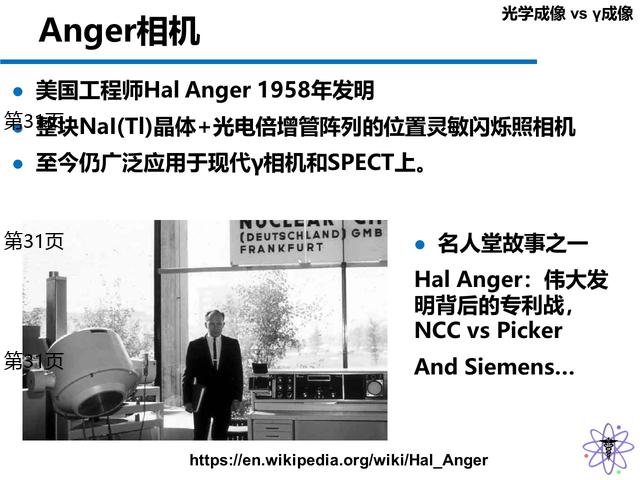 光学成像 vs γ成像
Anger相机
美国工程师Hal Anger 1958年发明
第31页
整块NaI(Tl)晶体+光电倍增管阵列的位置灵敏闪烁照相机
至今仍广泛应用于现代γ相机和SPECT上。
第31页
NUCLEAR CH
(DEUTSCHLAND) GMB
FRANKFURT
名人堂故事之一
Hal Anger：伟大发
明背后的专利战，
NCC vs Picker
And Siemens…
第31页
https://en.wikipedia.org/wiki/Hal_Anger